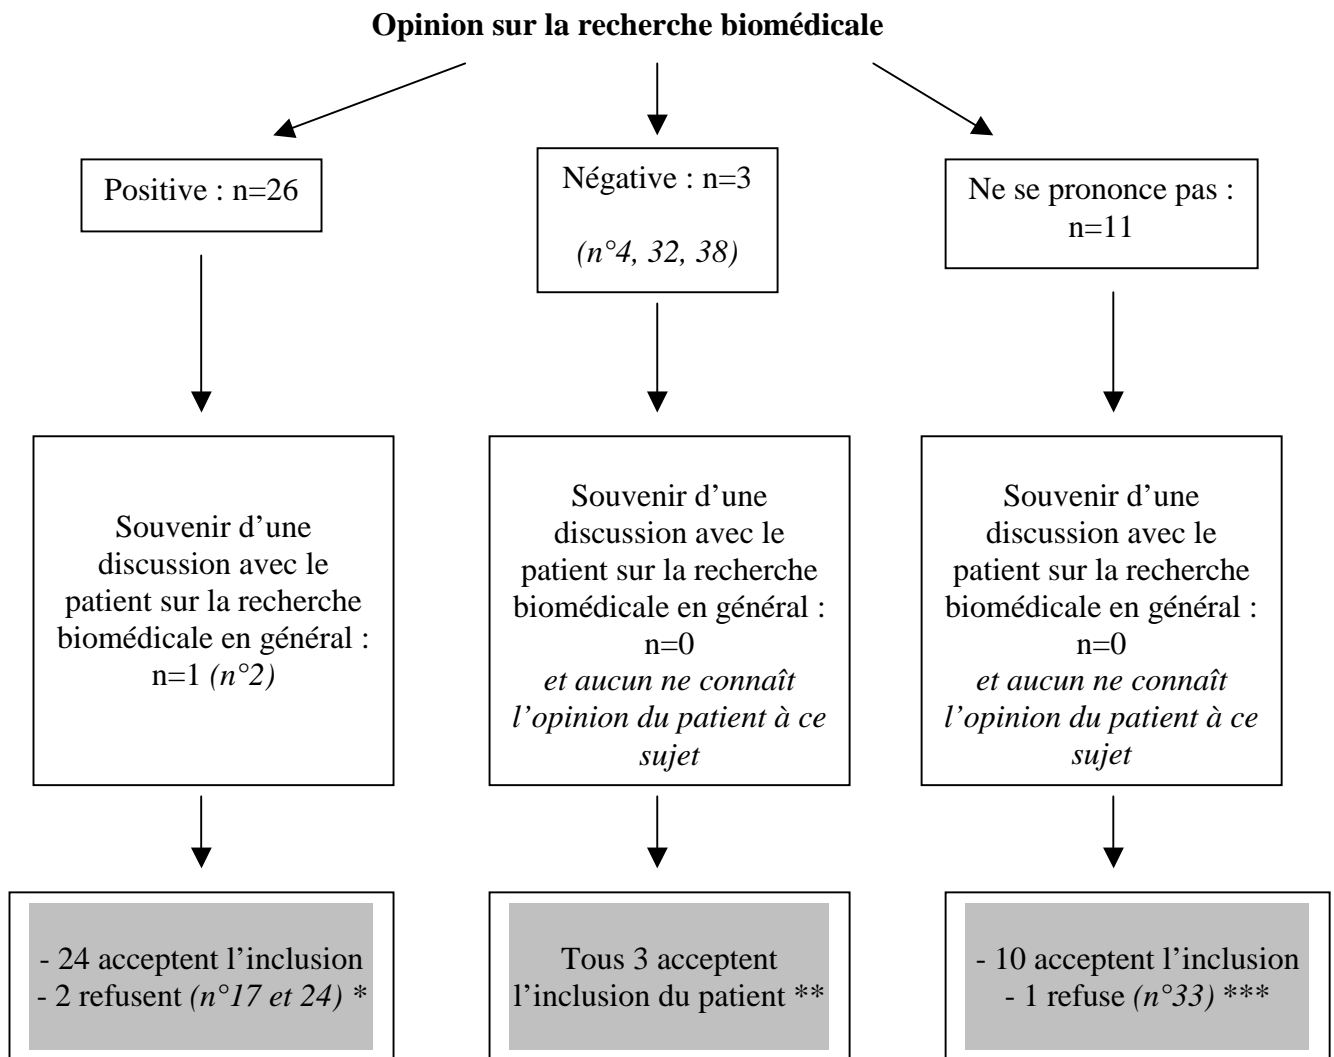 Opinion sur la recherche biomédicale
Positive : n=26
Négative : n=3
(n°4, 32, 38)
Ne se prononce pas :
n=11
Souvenir d’une
discussion avec le
patient sur la recherche
biomédicale en général :
n=1 (n°2)
Souvenir d’une
discussion avec le
patient sur la recherche
biomédicale en général :
n=0
et aucun ne connaît
l’opinion du patient à ce
sujet
Souvenir d’une
discussion avec le
patient sur la recherche
biomédicale en général :
n=0
et aucun ne connaît
l’opinion du patient à ce
sujet
- 24 acceptent l’inclusion
- 2 refusent (n°17 et 24) *
Tous 3 acceptent
l’inclusion du patient **
- 10 acceptent l’inclusion
- 1 refuse (n°33) ***